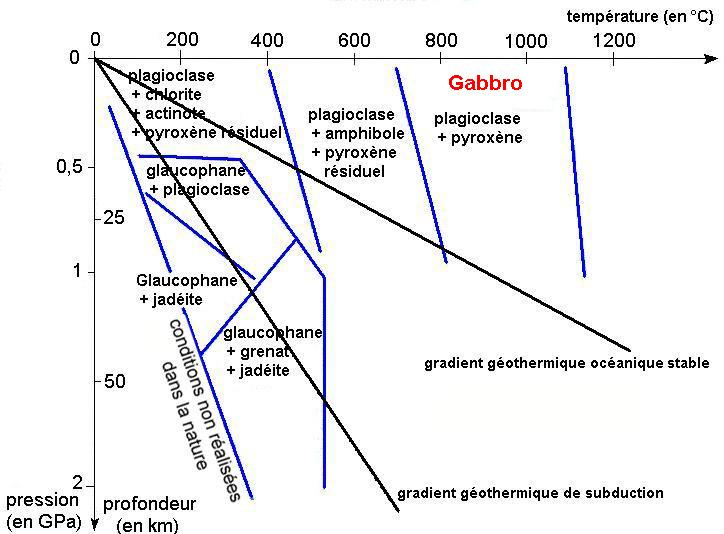 température (en °C)
0 200 400 600 800 1000 1200
0
plagioclase
+ chlorite
+ actinote
+ pyroxène résiduel
plagioclase
+ amphibole
+ pyroxène
résiduel
Gabbro
plagioclase
+ pyroxène
0,5
glaucophane
+ plagioclase
25
1
Glaucophane
+ jadéite
glaucophane
+ grenat
+ jadéite
conditions non réalisées
dans la nature
gradient géothermique océanique stable
50
2
gradient géothermique de subduction
pression
(en GPa)
profondeur
(en km)